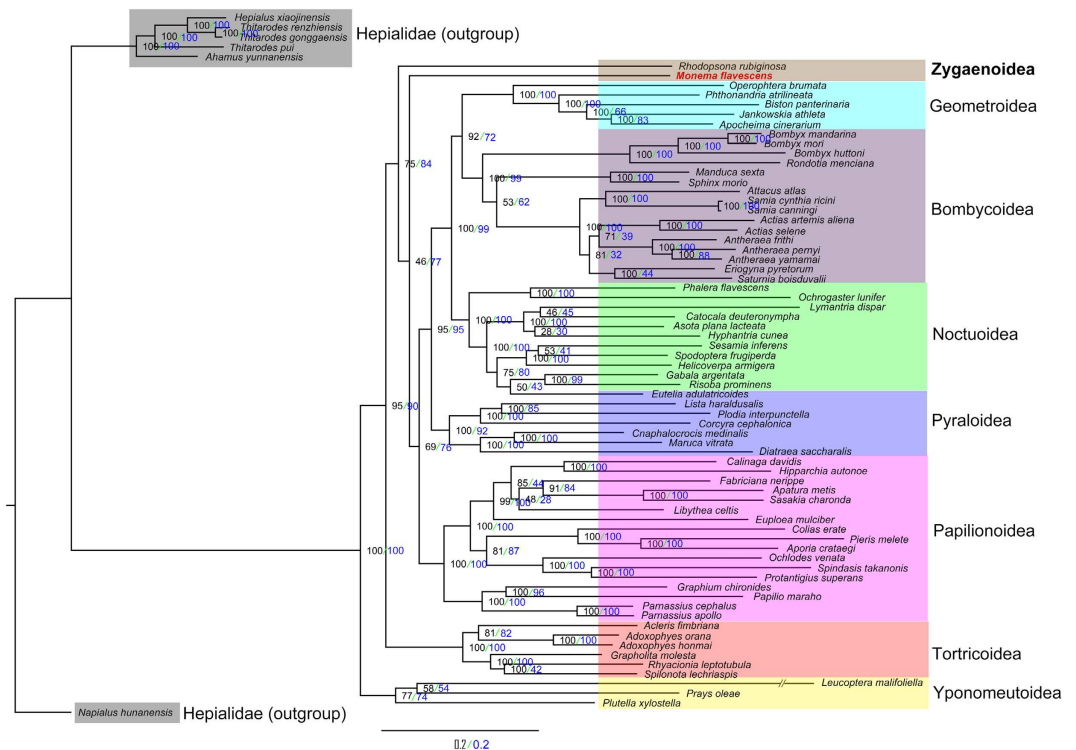 Hepialus xiaojinensis
Thitarodes renzhiensis
100/100
100/100
Thitarodes gonggaensis
100/100
Hepialidae (outgroup)
100/100
Thitarodes pui
Ahamus yunnanensis
Rhodopsona rubiginosa
Zygaenoidea
Monema flavescens
Operophtera brumata
100/100
Phthonandria atrilineata
100/100
Biston panterinaria
Geometroidea
100/66
Jankowskia athleta
100/83
Apocheima cinerarium
92/72
Bombyx mandarina
100/100
Bombyx mori
100/100
Bombyx huttoni
100/100
Rondotia menciana
75/84
Manduca sexta
100/99
100/100
Sphinx morio
Attacus atlas
53/62
100/100
Samia cynthia ricini
100/100
Samia canningi
Bombycoidea
Actias artemis aliena
100/99
100/100
100/100
Actias selene
71/39
Antheraea frithi
100/100
Antheraea pernyi
81/32
100/88
Antheraea yamamai
46/77
Eriogyna pyretorum
100/44
Saturnia boisduvalii
Phalera flavescens
100/100
Ochrogaster lunifer
Lymantria dispar
46/45
Catocala deuteronympha
100/100
100/100
Asota plana lacteata
95/95
28/30
Hyphantria cunea
Noctuoidea
100/100
Sesamia inferens
53/41
Spodoptera frugiperda
100/100
Helicoverpa armigera
75/80
Gabala argentata
100/99
50/43
Risoba prominens
Eutelia adulatricoides
95/90
Lista haraldusalis
100/85
100/100
Plodia interpunctella
Corcyra cephalonica
Pyraloidea
100/92
Cnaphalocrocis medinalis
100/100
69/76
100/100
Maruca vitrata
Diatraea saccharalis
Calinaga davidis
100/100
Hipparchia autonoe
85/44
Fabriciana nerippe
91/84
Apatura metis
99/100
48/28
100/100
Sasakia charonda
Libythea celtis
Euploea mulciber
100/100
Colias erate
Papilionoidea
100/100
Pieris melete
100/100
100/100
81/87
Aporia crataegi
Ochlodes venata
100/100
100/100
Spindasis takanonis
100/100
Protantigius superans
Graphium chironides
100/96
Papilio maraho
100/100
Parnassius cephalus
100/100
Parnassius apollo
Acleris fimbriana
81/82
Adoxophyes orana
100/100
100/100
Adoxophyes honmai
Grapholita molesta
Tortricoidea
100/100
Rhyacionia leptotubula
100/42
Spilonota lechriaspis
Leucoptera malifoliella
58/54
77/74
Prays oleae
Yponomeutoidea
Plutella xylostella
Napialus hunanensis
Hepialidae (outgroup)
0.2/0.2